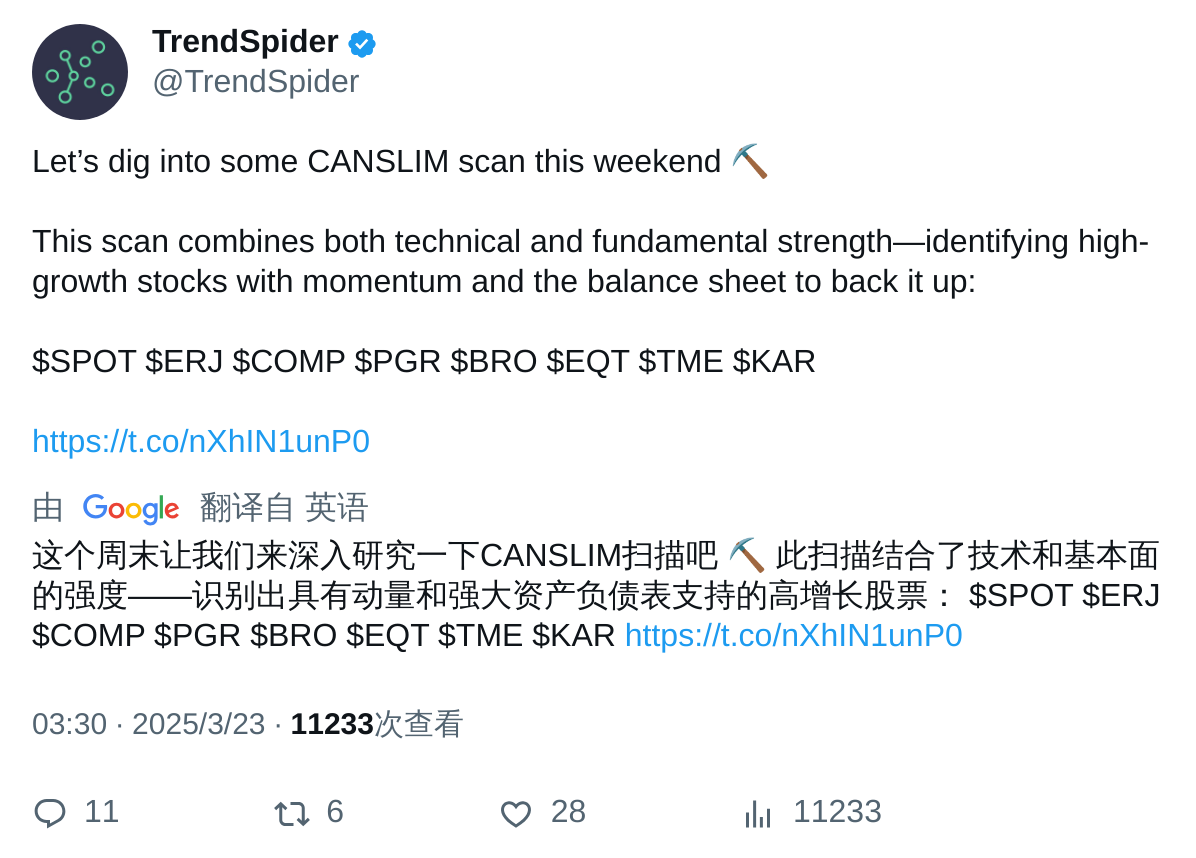 TrendSpider
@TrendSpider
Let’s dig into some CANSLIM scan this weekend ⛏️
This scan combines both technical and fundamental strength—identifying high-
growth stocks with momentum and the balance sheet to back it up:
$SPOT $ERJ $COMP $PGR $BRO $EQT $TME $KAR
https://t.co/nXhIN1unP0
由 Google 翻译自 英语
这个周末让我们来深入研究一下CANSLIM扫描吧 ⛏️ 此扫描结合了技术和基本面
的强度——识别出具有动量和强大资产负债表支持的高增长股票： $SPOT $ERJ
$COMP $PGR $BRO $EQT $TME $KAR https://t.co/nXhIN1unP0
03:30 · 2025/3/23 · 11233次查看
11 6 28 11233